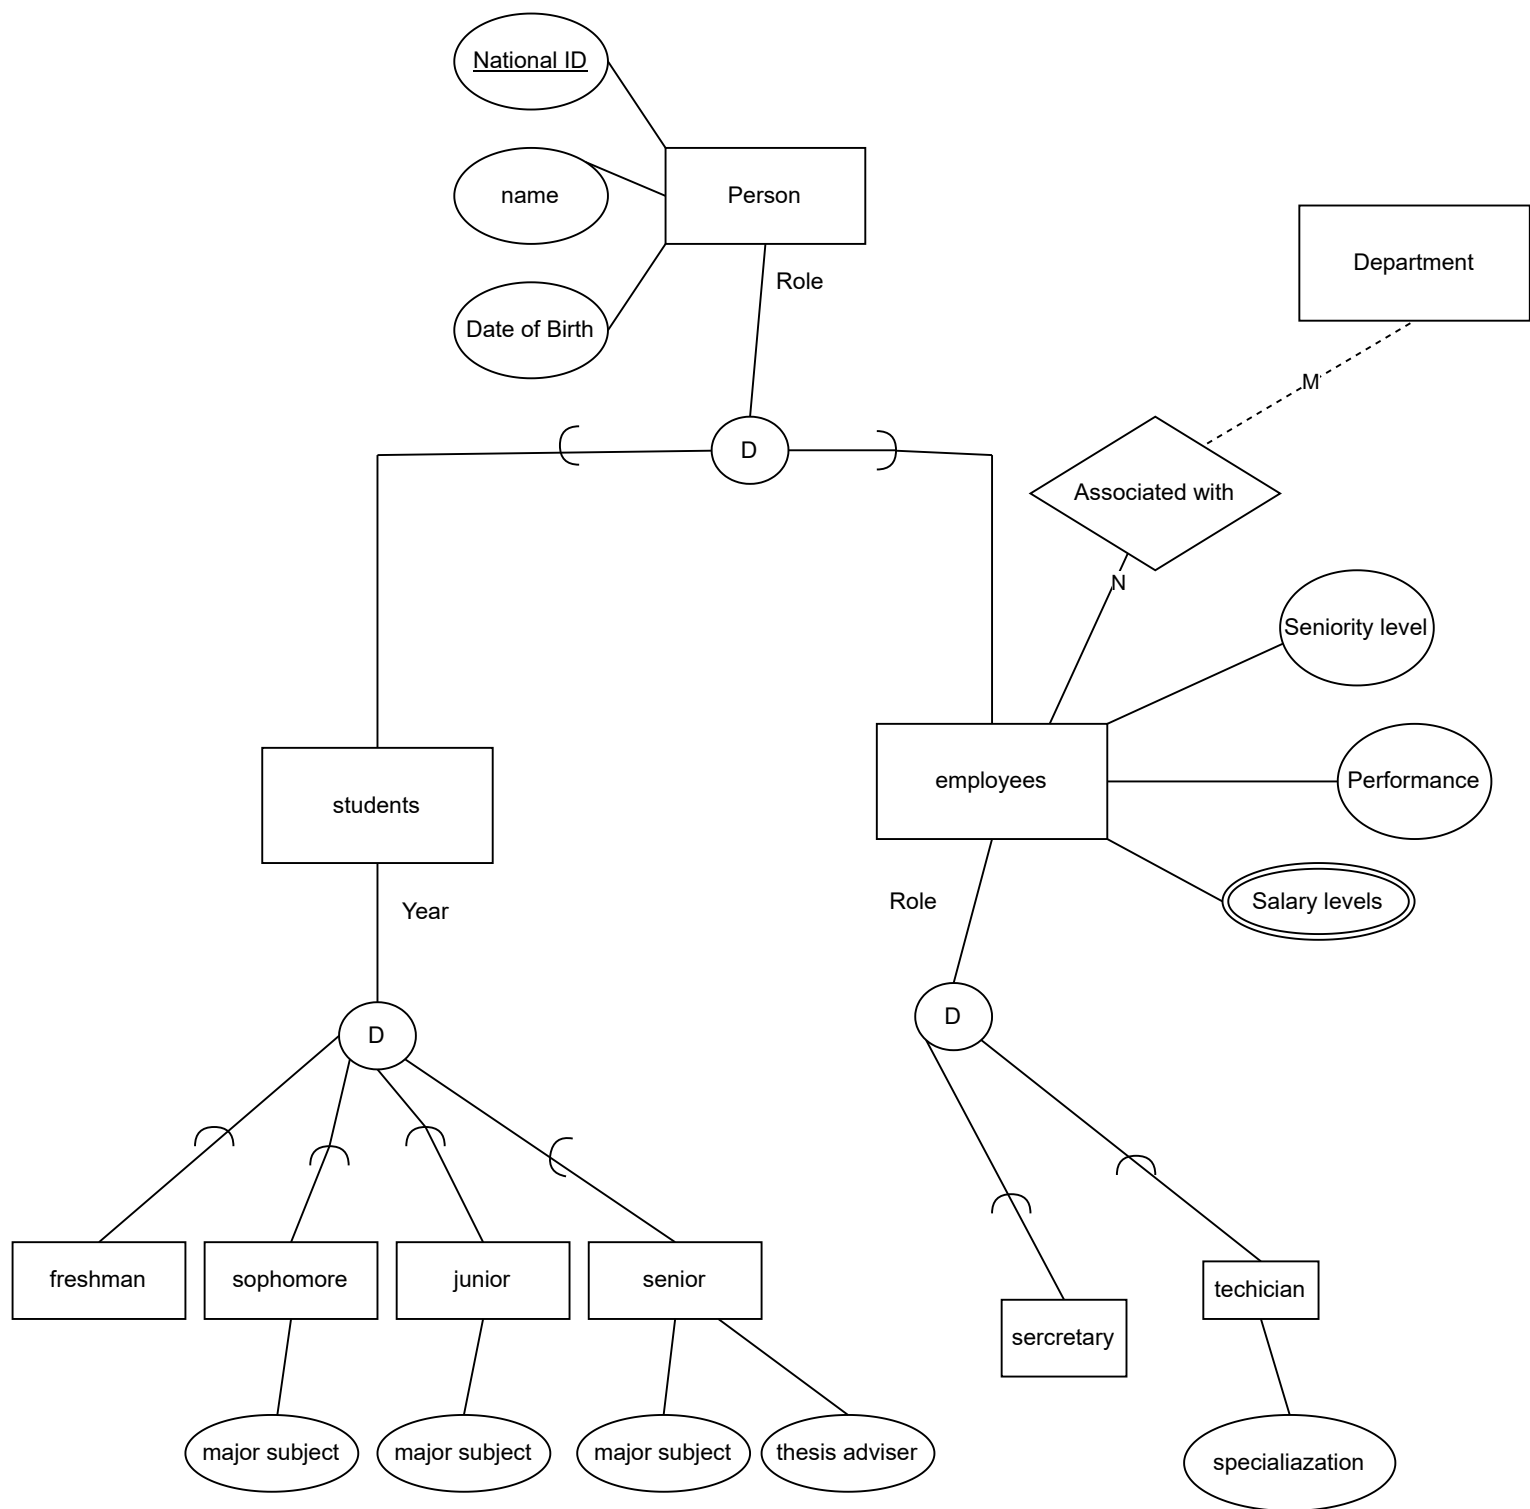 National ID
name
Person
Department
Role
Date of Birth
M
D
Associated with
N
Seniority level
employees
Performance
students
Salary levels
Role
Year
D
D
freshman
sophomore
junior
senior
techician
sercretary
major subject
major subject
major subject
thesis adviser
specialiazation